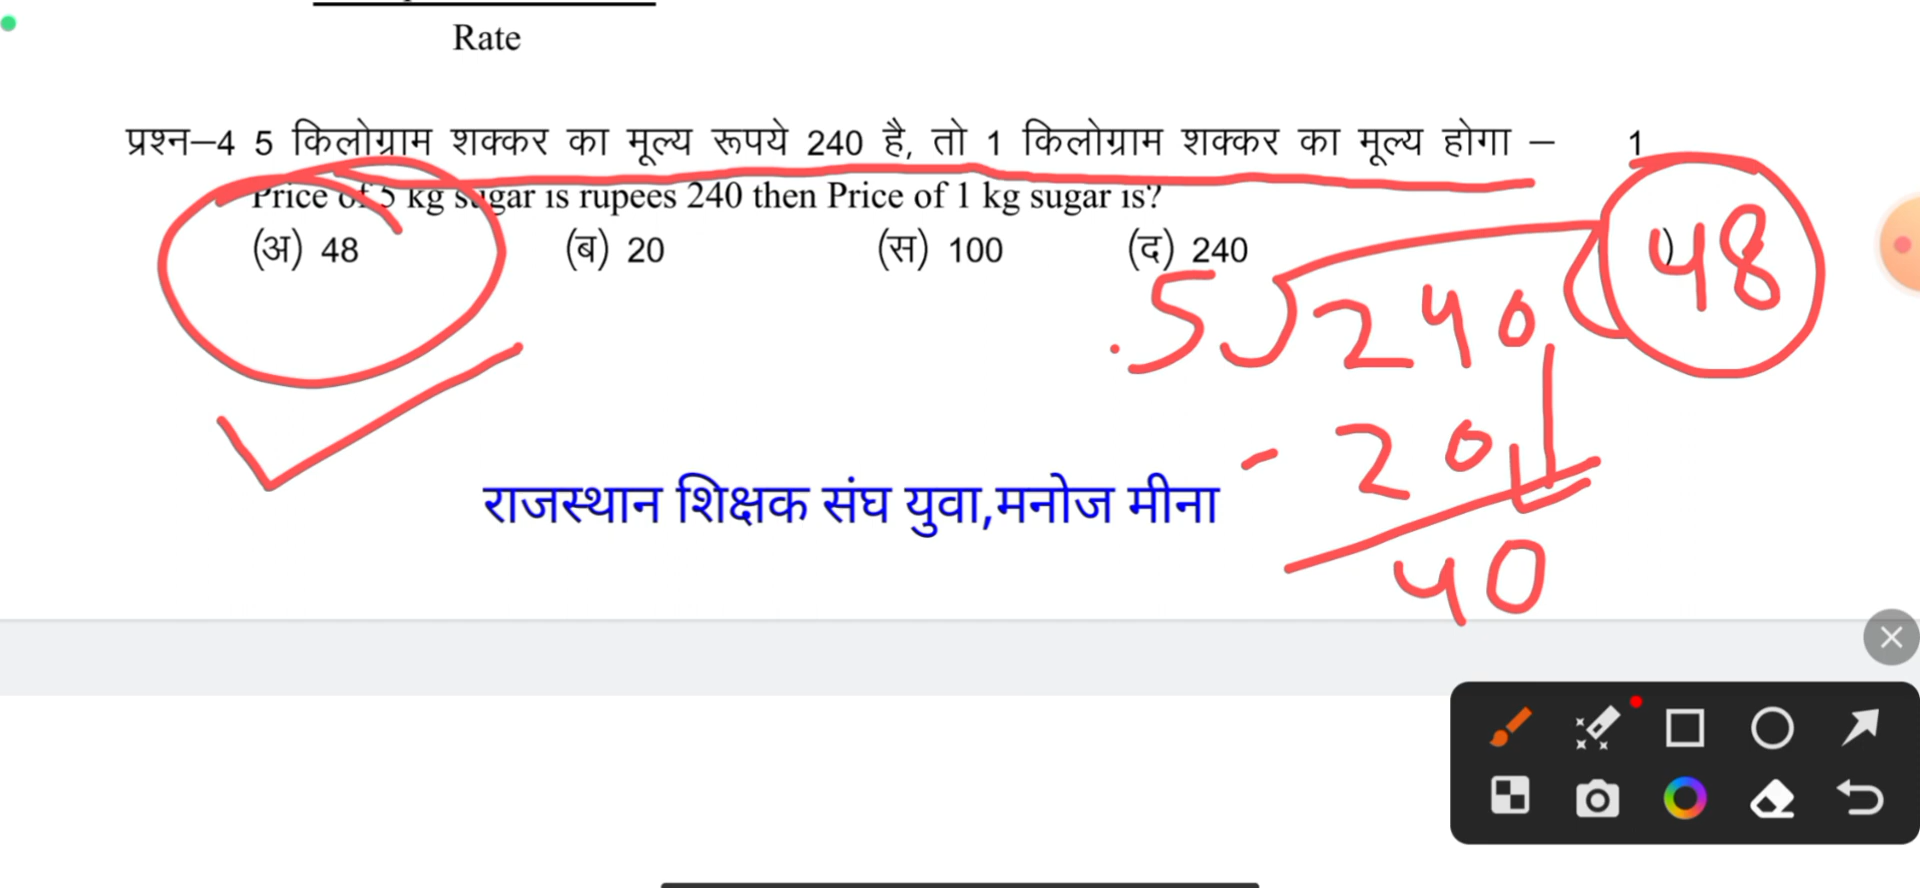 Rate
प्रश्न–4 5 किलोग्राम शक्कर का मूल्य रूपये 240 है, तो 1 किलोग्राम शक्कर का मूल्य होगा – 1
Price of 5 kg sugar is rupees 240 then Price of 1 kg sugar is?
(अ) 48 (ब) 20 (स) 100 (द) 240 ) 48
.5 240
- 20
40
राजस्थान शिक्षक संघ युवा,मनोज मीना